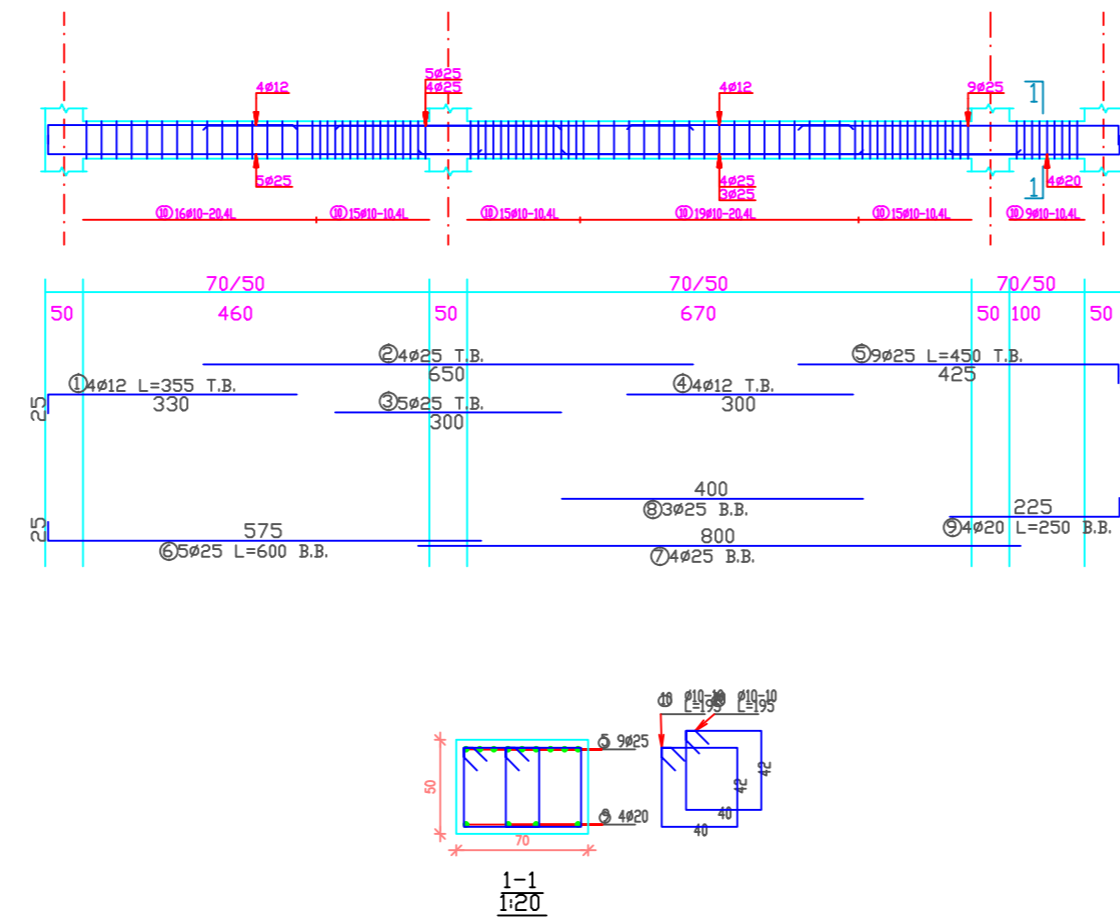 5ø25
4ø12 4ø25 4ø12 9ø25 1
5ø25 4ø25 4ø20 1
3ø25
⑩16ø10-20,4L ⑩15ø10-10,4L ⑩15ø10-10,4L ⑩19ø10-20,4L ⑩15ø10-10,4L ⑩9ø10-10,4L
70/50 70/50 70/50
50 460 50 670 50 100 50
②4ø25 T.B. ⑤9ø25 L=450 T.B.
650 425
①4ø12 L=355 T.B. ④4ø12 T.B.
25 330 ③5ø25 T.B. 300
300
400
⑧3ø25 B.B. 225
25 575 800 ⑨4ø20 L=250 B.B.
⑥5ø25 L=600 B.B. ⑦4ø25 B.B.
ø10-10 ø10-10
L=195 L=195
5 9ø25
50 42 42
9 4ø20 40
70 40
1-1
1:20